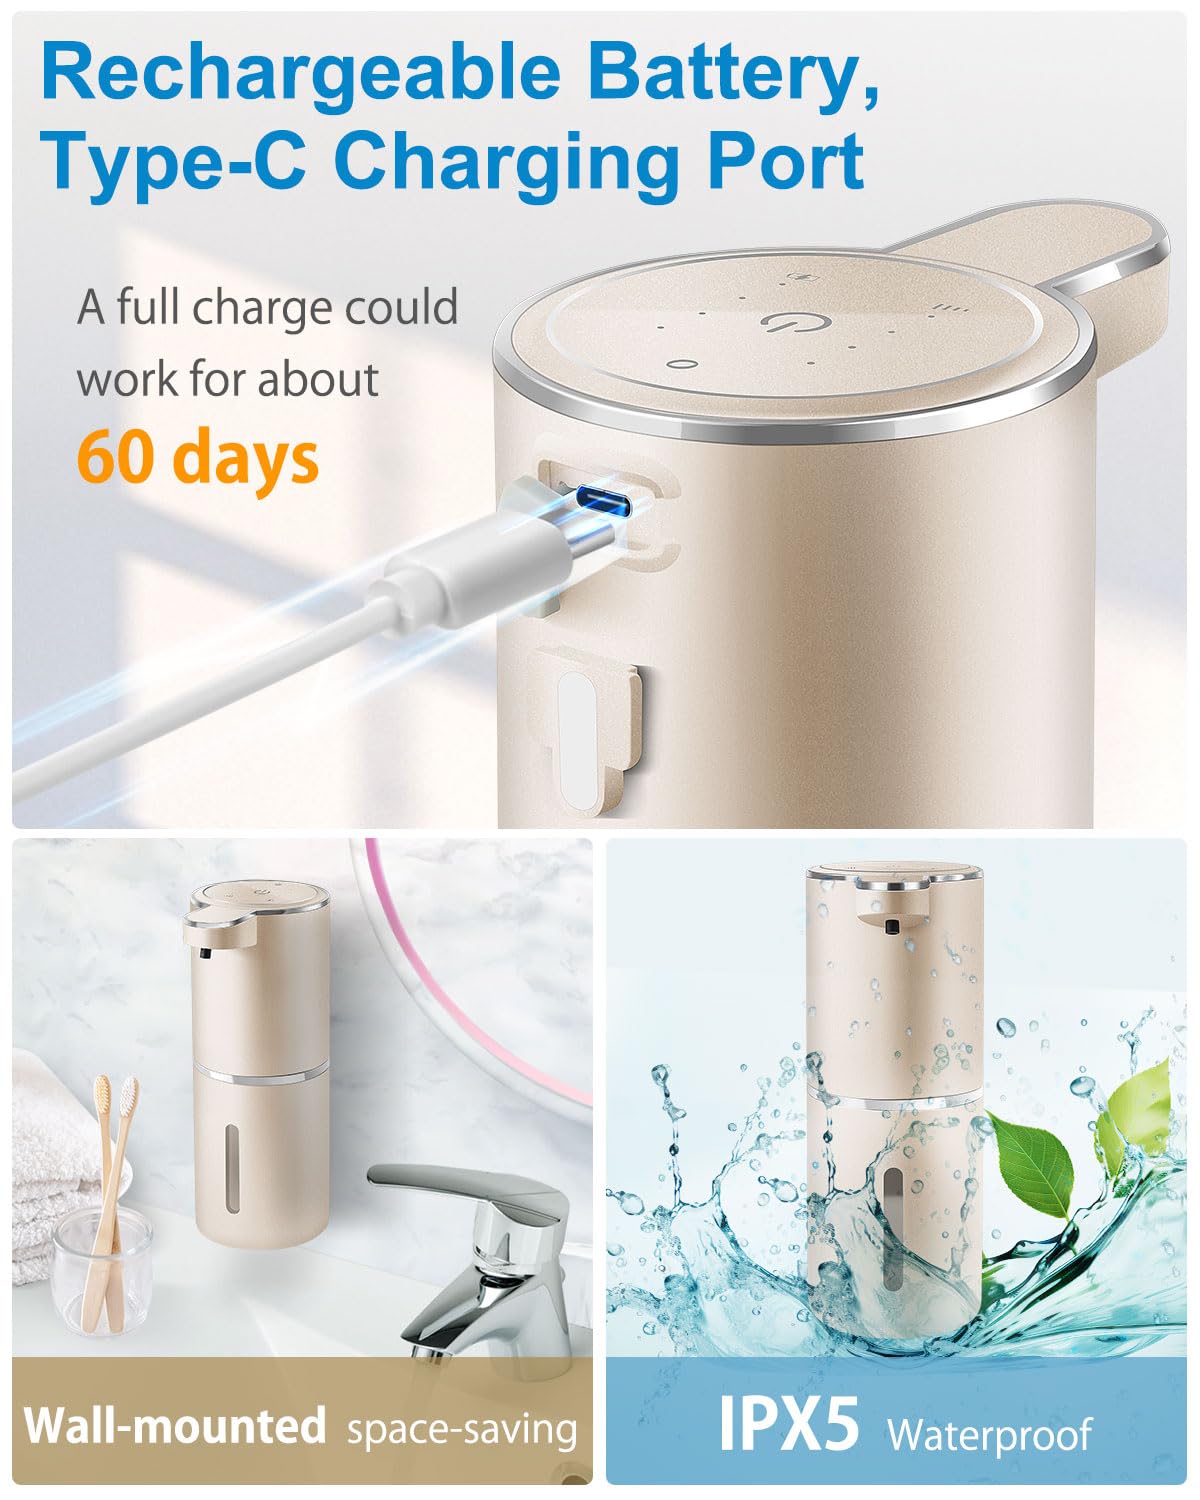 Rechargeable Battery,
Type-C Charging Port
A full charge could
work for about
60 days
Wall-mounted space-saving
IPX5 Waterproof